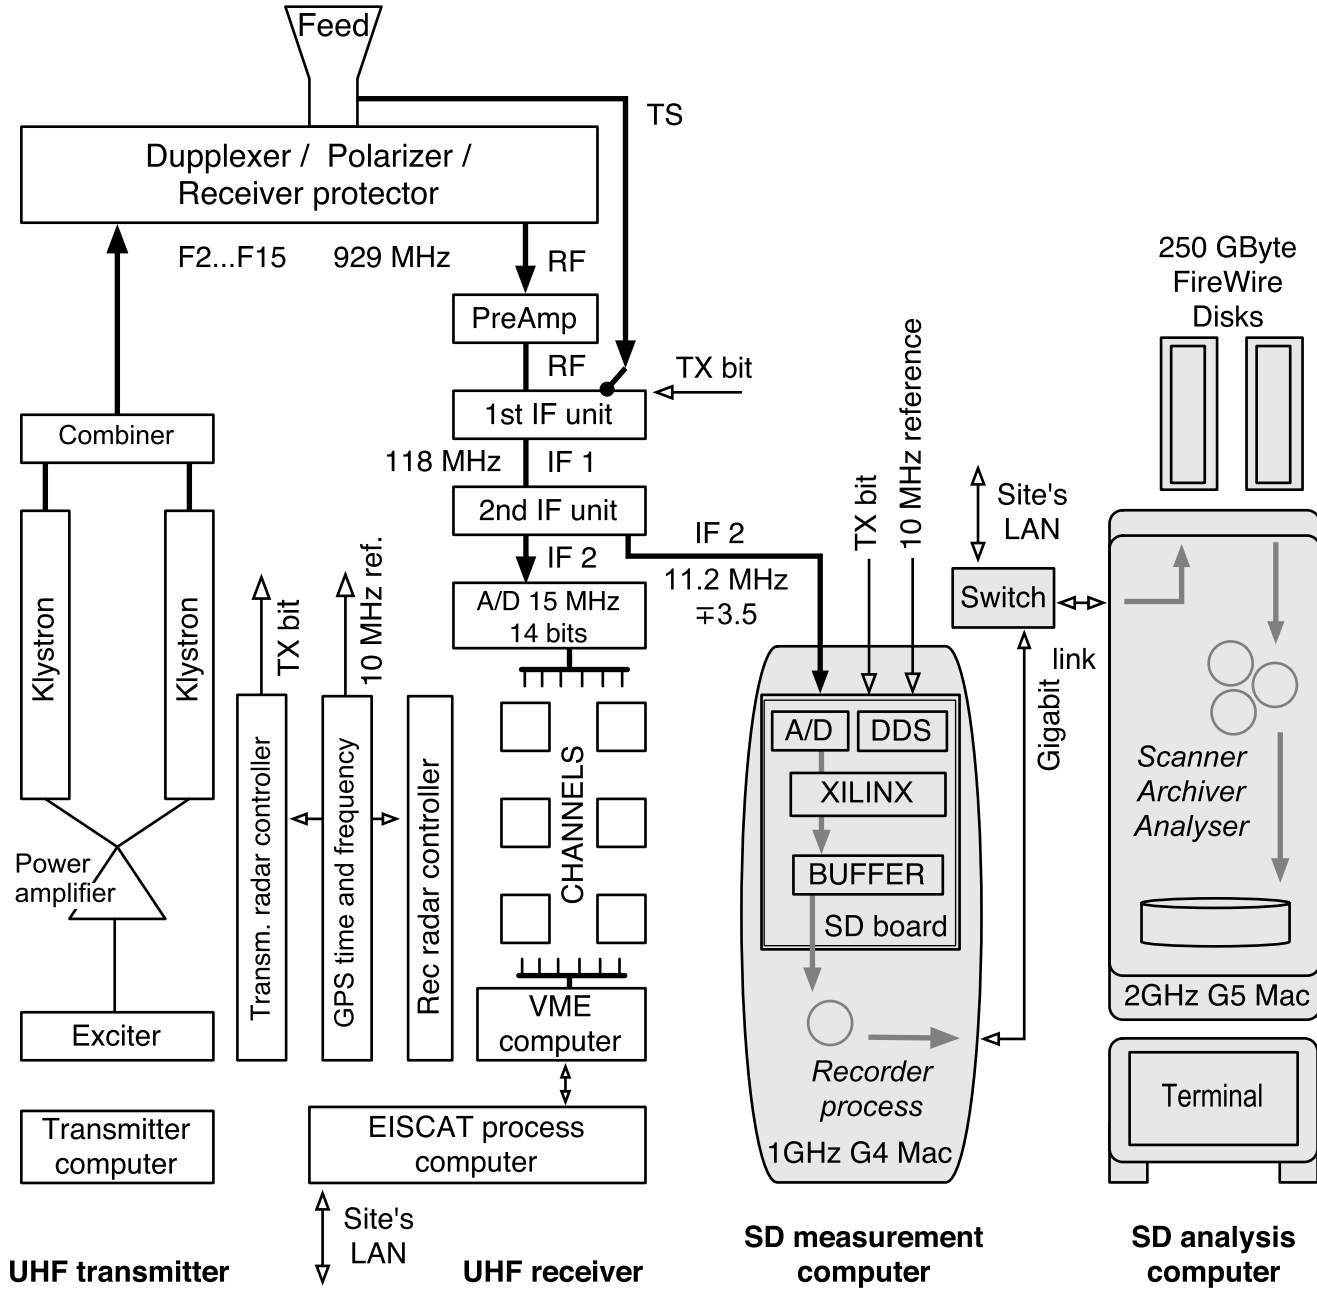 Feed
TS
Dupplexer / Polarizer /
Receiver protector
F2...F15
929 MHz
RF
PreAmp
RF
TX bit
1st IF unit
118 MHz
IF 1
2nd IF unit
IF 2
IF 2
11.2 MHz
∓3.5
A/D 15 MHz
14 bits
CHANNELS
VME
computer
EISCAT process
computer
Site's
LAN
UHF receiver
Combiner
Klystron
Klystron
Power
amplifier
Exciter
Transmitter
computer
UHF transmitter
TX bit
10 MHz ref.
Transm. radar controller
GPS time and frequency
Rec radar controller
TX bit
10 MHz reference
A/D
DDS
XILINX
BUFFER
SD board
Recorder
process
1GHz G4 Mac
SD measurement
computer
Site's
LAN
Switch
Gigabit
link
250 GByte
FireWire
Disks
Scanner
Archiver
Analyser
2GHz G5 Mac
Terminal
SD analysis
computer